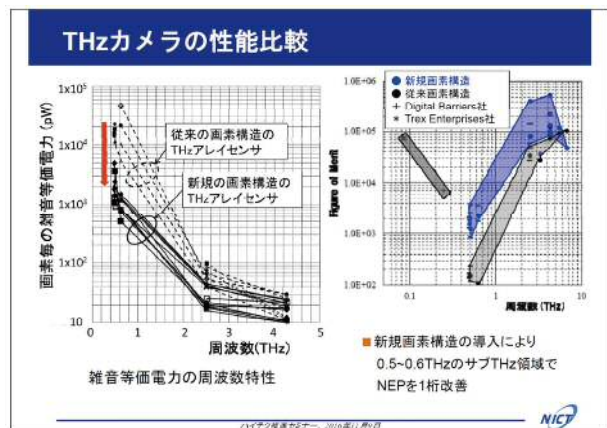 THzカメラの性能比較
画素毎の雑音等価電力 (pW)
1x10⁵
1x10⁴
1x10³
1x10²
10
0
1
2
3
4
5
周波数(THz)
従来の画素構造の
THzアレイセンサ
新規の画素構造の
THzアレイセンサ
雑音等価電力の周波数特性
新規画素構造
従来画素構造
Digital Barriers社
Trex Enterprises社
Figure of Merit
1.0E+06
1.0E+05
1.0E+04
1.0E+03
1.0E+02
0.1
1
10
周波数(THz)
新規画素構造の導入により
0.5~0.6THzのサブTHz領域で
NEPを1桁改善
NICT